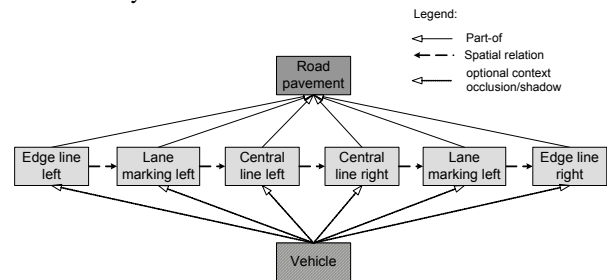 Legend:
Part-of
Spatial relation
optional context
occlusion/shadow
Road
pavement
Edge line
left
Lane
marking left
Central
line left
Central
line right
Lane
marking left
Edge line
right
Vehicle